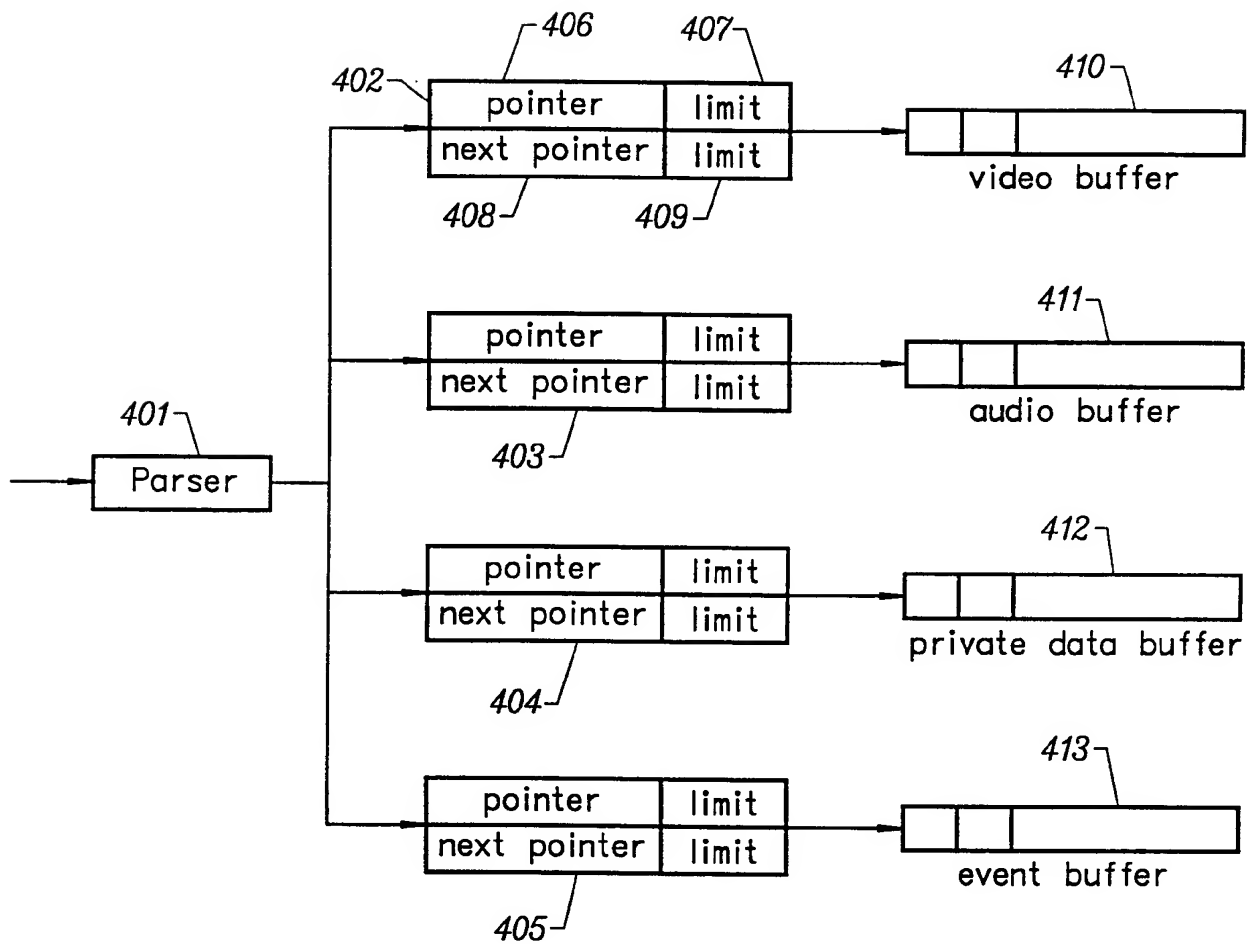 406
407
402
pointer limit
next pointer limit
408
409
410
video buffer
pointer limit
next pointer limit
403
411
audio buffer
401
Parser
pointer limit
next pointer limit
404
412
private data buffer
pointer limit
next pointer limit
405
413
event buffer